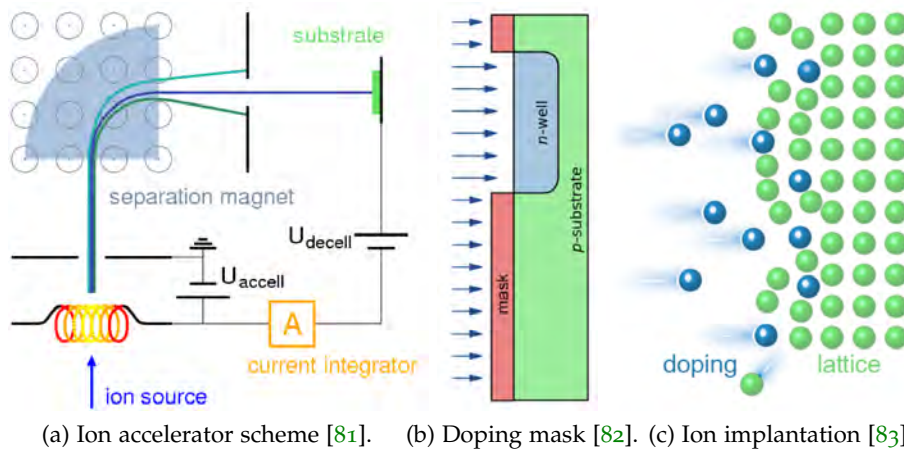 substrate
separation magnet
U_decell
U_accell
A
current integrator
ion source
mask
n-well
p-substrate
doping
lattice
(a) Ion accelerator scheme [81].
(b) Doping mask [82].
(c) Ion implantation [83]